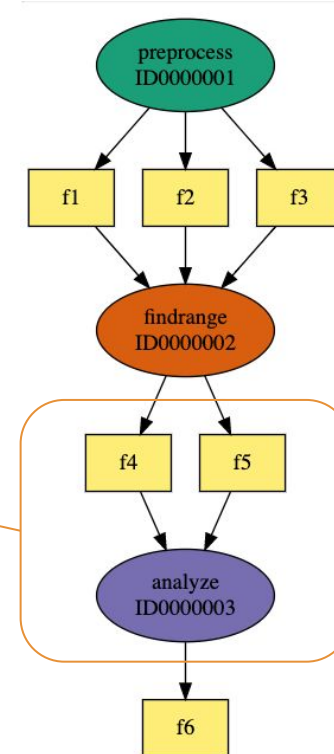 preprocess
ID0000001
f1 f2 f3
findrange
ID0000002
f4 f5
analyze
ID0000003
f6